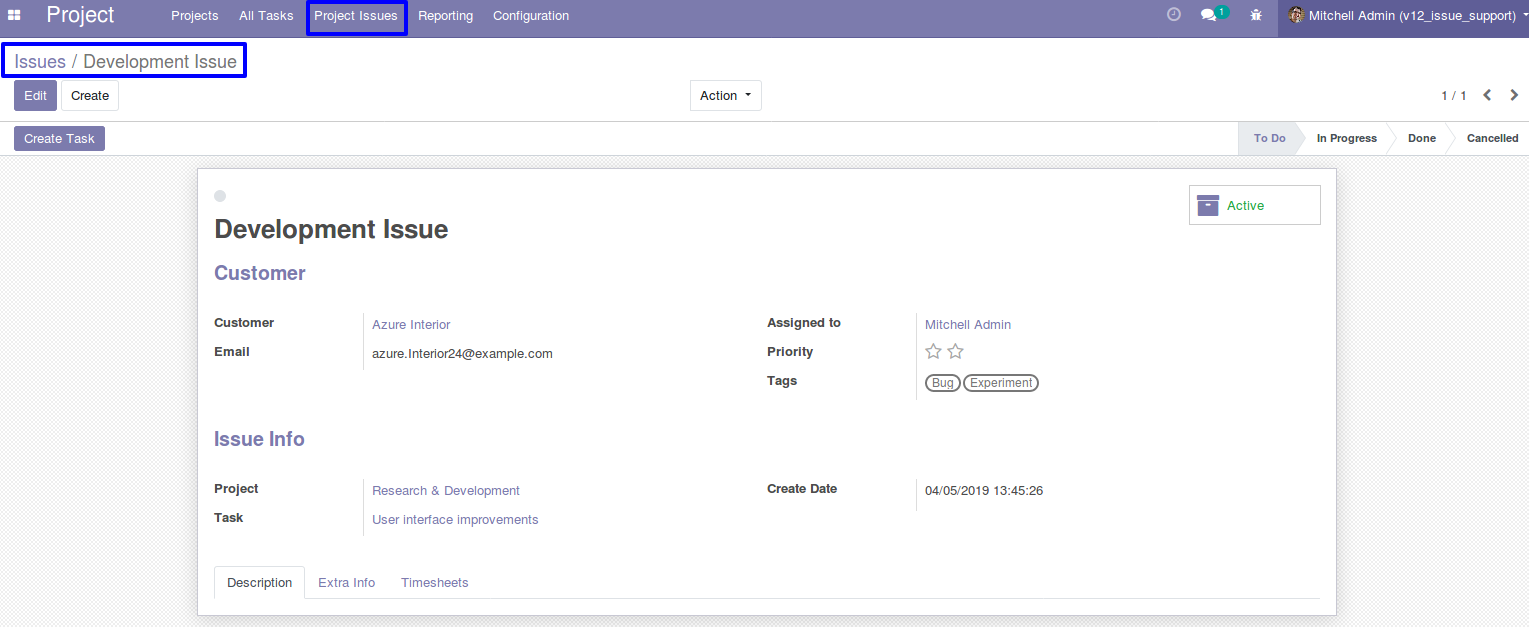 Project Projects All Tasks Project Issues Reporting Configuration 1 Mitchell Admin (v12_issue_support)
Issues / Development Issue
Edit Create Action 1 / 1
Create Task To Do In Progress Done Cancelled
Active
Development Issue
Customer
Customer Azure Interior Assigned to Mitchell Admin
Email azure.Interior24@example.com Priority
Tags Bug Experiment
Issue Info
Project Research & Development Create Date 04/05/2019 13:45:26
Task User interface improvements
Description Extra Info Timesheets